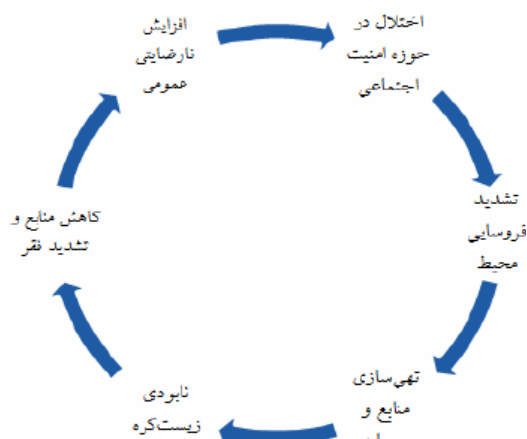 افزایش
نارضایتی
عمومی
اختلال در
حوزه امنیت
اجتماعی
تشدید
فروسایی
محیط
تهی‌سازی
منابع و
نابودی
زیست‌کره
کاهش منابع و
تشدید فقر